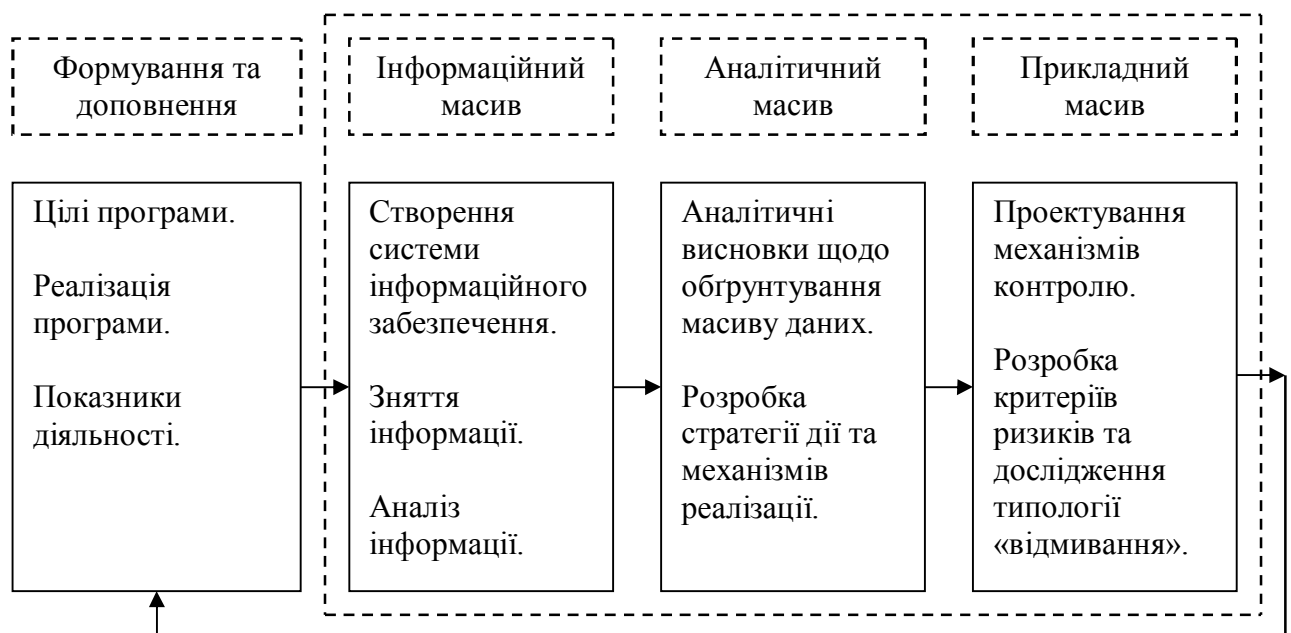 Формування та
доповнення
Інформаційний
масив
Аналітичний
масив
Прикладний
масив
Цілі програми.
Реалізація
програми.
Показники
діяльності.
Створення
системи
інформаційного
забезпечення.
Зняття
інформації.
Аналіз
інформації.
Аналітичні
висновки щодо
обґрунтування
масиву даних.
Розробка
стратегії дії та
механізмів
реалізації.
Проектування
механізмів
контролю.
Розробка
критеріїв
ризиків та
дослідження
типології
«відмивання».